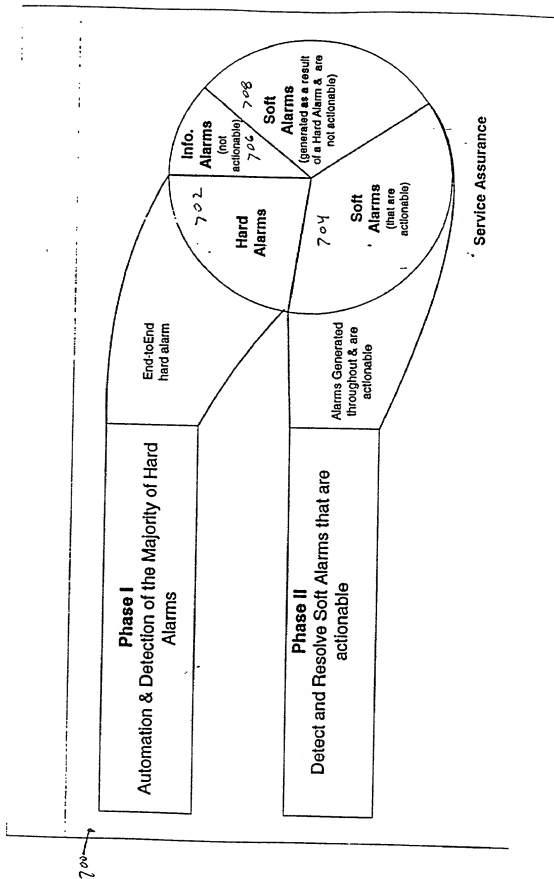 700
Phase I
Automation & Detection of the Majority of Hard
Alarms
End-toEnd
hard alarm
702
Hard
Alarms
Info.
Alarms
(not
actionable)
706
708
Soft
Alarms
(generated as a result
of a Hard Alarm & are
not actionable)
704
Soft
Alarms
(that are
actionable)
Phase II
Detect and Resolve Soft Alarms that are
actionable
Alarms Generated
throughout & are
actionable
Service Assurance